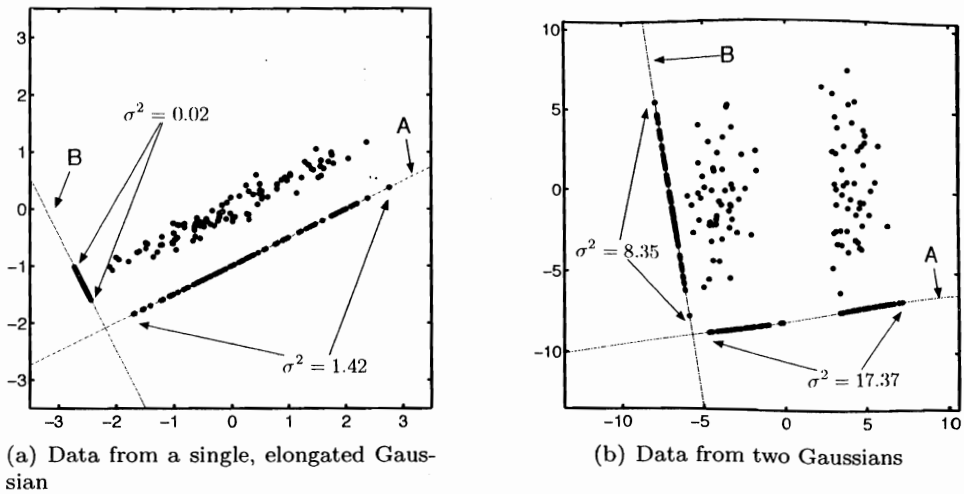 3
2
1
0
−1
−2
−3
−3
−2
−1
0
1
2
3
σ² = 0.02
A
B
σ² = 1.42
(a) Data from a single, elongated Gaus-
sian
10
5
0
−5
−10
−10
−5
0
5
10
B
σ² = 8.35
A
σ² = 17.37
(b) Data from two Gaussians